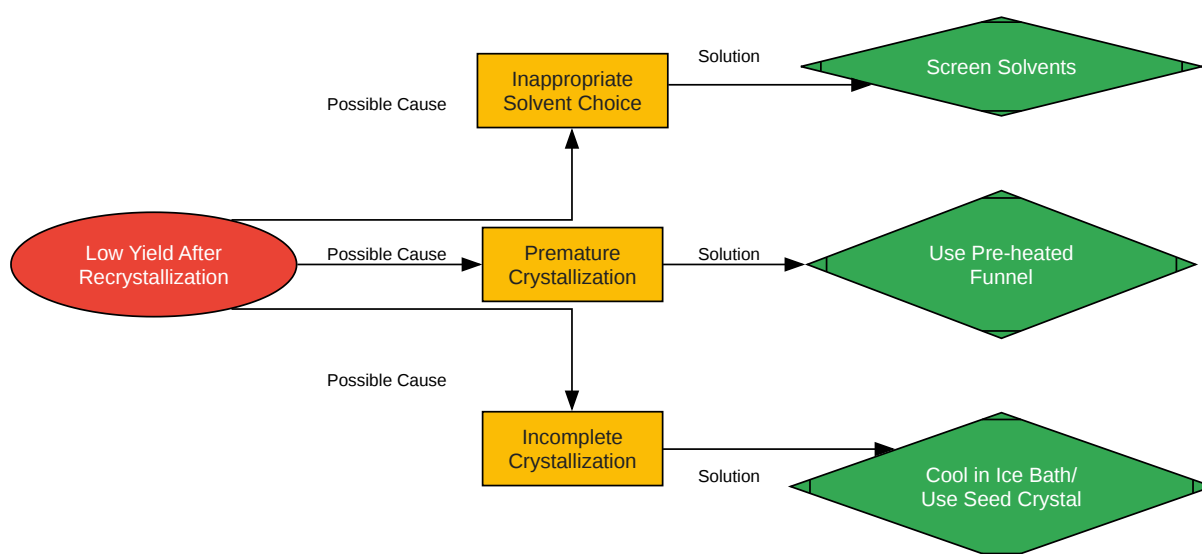 Inappropriate
Solvent Choice
Solution
Screen Solvents
Possible Cause
Low Yield After
Recrystallization
Possible Cause
Premature
Crystallization
Solution
Use Pre-heated
Funnel
Possible Cause
Incomplete
Crystallization
Solution
Cool in Ice Bath/
Use Seed Crystal